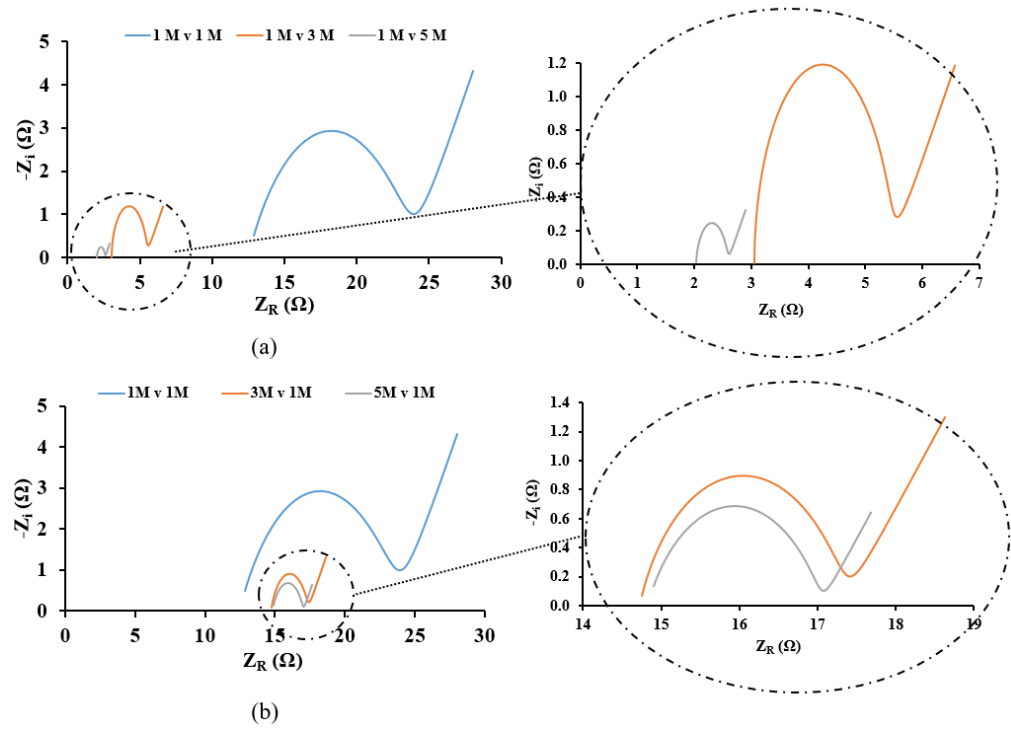 1 M v 1 M 1 M v 3 M 1 M v 5 M
5
4
3
2
1
0
-Zi (Ω)
0 5 10 15 20 25 30
ZR (Ω)
1.2
1.0
0.8
0.6
0.4
0.2
0.0
Zi (Ω)
0 1 2 3 4 5 6 7
ZR (Ω)
(a)
1M v 1M 3M v 1M 5M v 1M
5
4
3
2
1
0
-Zi (Ω)
0 5 10 15 20 25 30
ZR (Ω)
1.4
1.2
1.0
0.8
0.6
0.4
0.2
0.0
-Zi (Ω)
14 15 16 17 18 19
ZR (Ω)
(b)